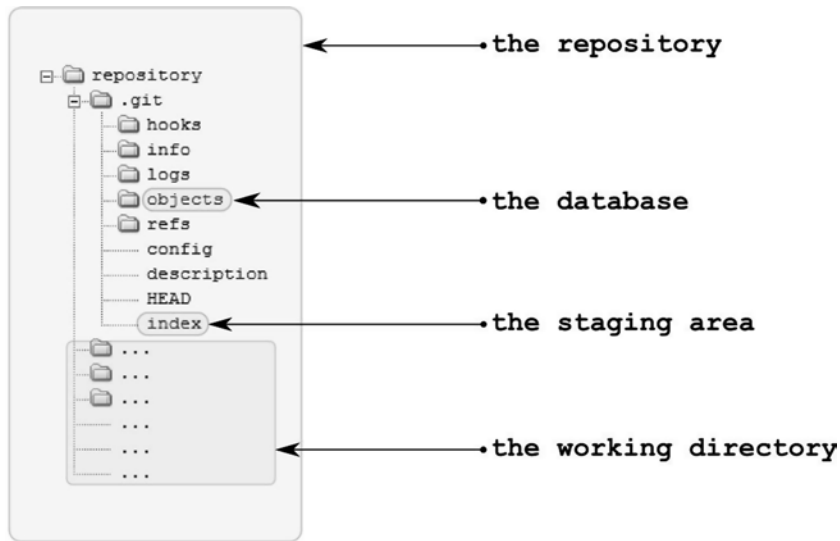 the repository
repository
.git
hooks
info
logs
objects
the database
refs
config
description
HEAD
index
the staging area
...
...
...
...
...
the working directory
...